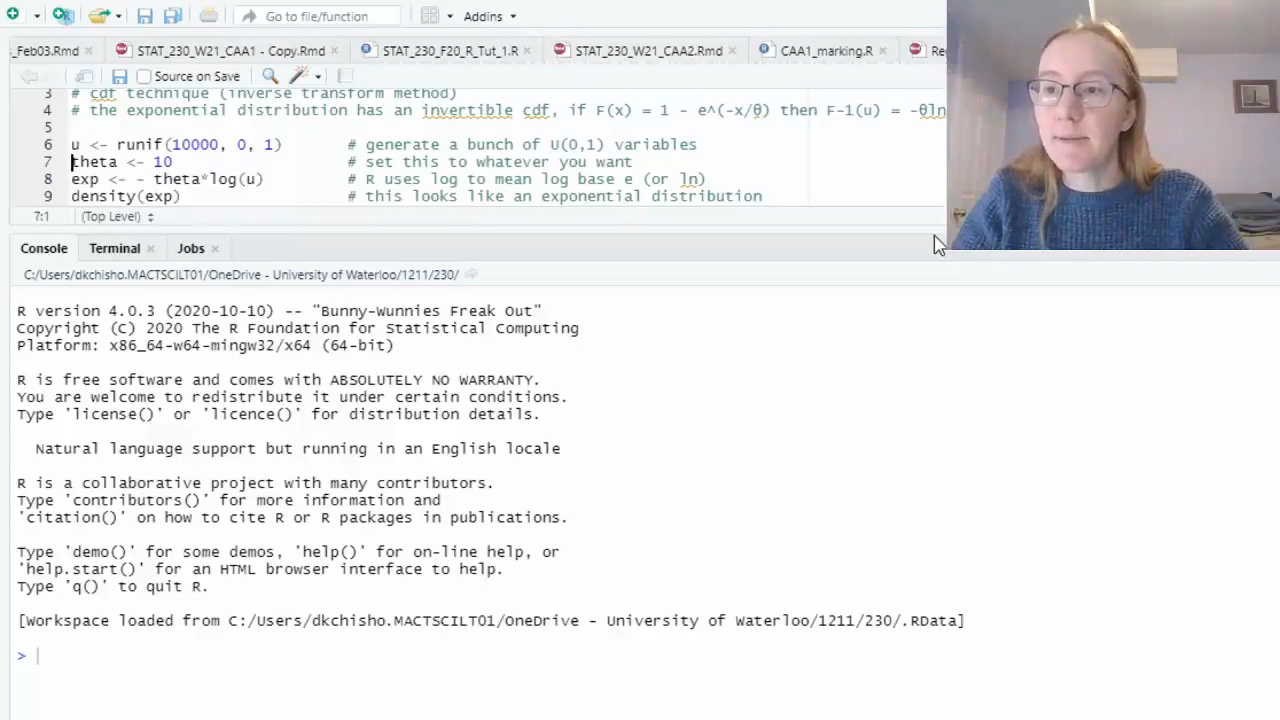 Go to file/function Addins
s_Feb03.Rmd STAT_230_W21_CAA1 - Copy.Rmd STAT_230_F20_R_Tut_1.R STAT_230_W21_CAA2.Rmd CAA1_marking.R Re
Source on Save
3 # cdf technique (inverse transform method)
4 # the exponential distribution has an invertible cdf, if F(x) = 1 - e^(-x/θ) then F-1(u) = -θln
5
6 u <- runif(10000, 0, 1) # generate a bunch of U(0,1) variables
7 theta <- 10 # set this to whatever you want
8 exp <- - theta*log(u) # R uses log to mean log base e (or ln)
9 density(exp) # this looks like an exponential distribution
7:1 (Top Level)
Console Terminal Jobs
C:/Users/dkchisho.MACTSCILT01/OneDrive - University of Waterloo/1211/230/
R version 4.0.3 (2020-10-10) -- "Bunny-Wunnies Freak Out"
Copyright (C) 2020 The R Foundation for Statistical Computing
Platform: x86_64-w64-mingw32/x64 (64-bit)
R is free software and comes with ABSOLUTELY NO WARRANTY.
You are welcome to redistribute it under certain conditions.
Type 'license()' or 'licence()' for distribution details.
Natural language support but running in an English locale
R is a collaborative project with many contributors.
Type 'contributors()' for more information and
'citation()' on how to cite R or R packages in publications.
Type 'demo()' for some demos, 'help()' for on-line help, or
'help.start()' for an HTML browser interface to help.
Type 'q()' to quit R.
[Workspace loaded from C:/Users/dkchisho.MACTSCILT01/OneDrive - University of Waterloo/1211/230/.RData]
>